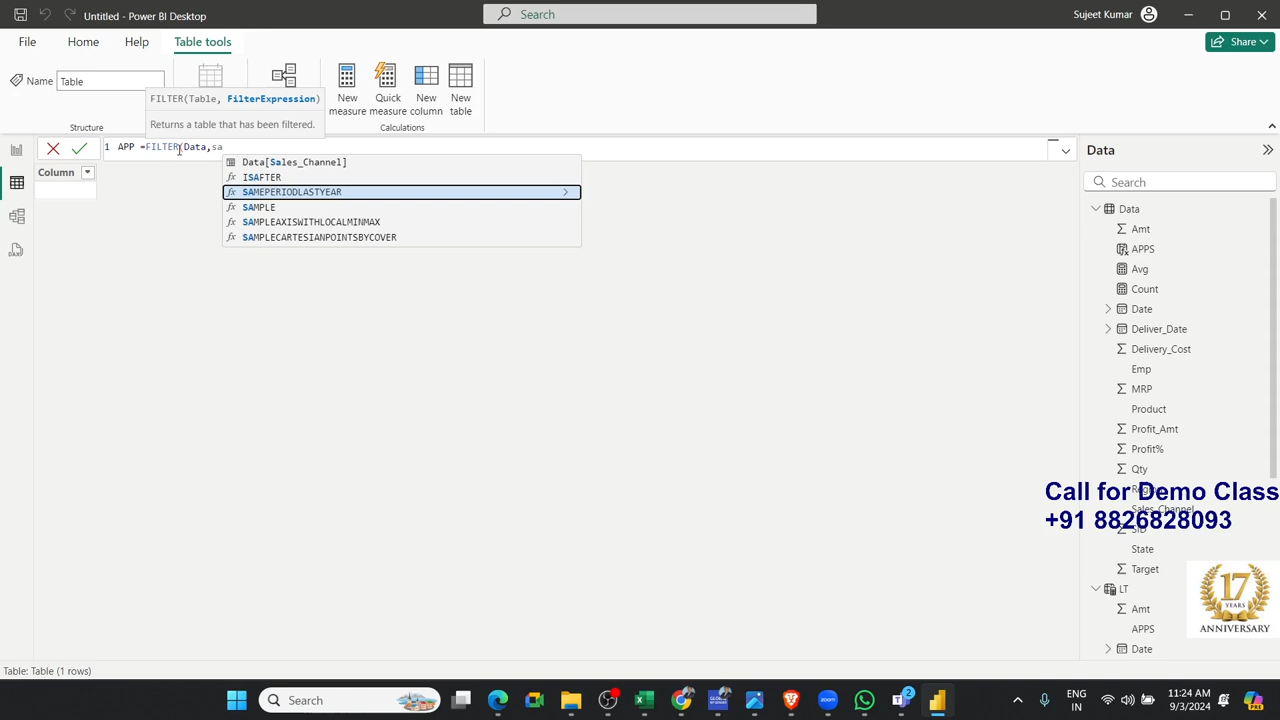 Untitled - Power BI Desktop
Search
Sujeet Kumar
File
Home
Help
Table tools
Share
Name
Table
New measure
Quick measure
New column
New table
Structure
Calculations
FILTER(Table, FilterExpression)
Returns a table that has been filtered.
1 APP =FILTER(Data,sa
Data[Sales_Channel]
ISAFTER
SAMEPERIODLASTYEAR
SAMPLE
SAMPLEAXISWITHLOCALMINMAX
SAMPLECARTESIANPOINTSBYCOVER
Column
Data
Search
Data
Amt
APPS
Avg
Count
Date
Deliver_Date
Delivery_Cost
Emp
MRP
Product
Profit_Amt
Profit%
Qty
Call for Demo Class
Sales_Channel
+91 8826828093
SID
State
Target
LT
Amt
APPS
Date
17
YEARS
ANNIVERSARY
Table: Table (1 rows)
Search
2
ENG
IN
11:24 AM
9/3/2024